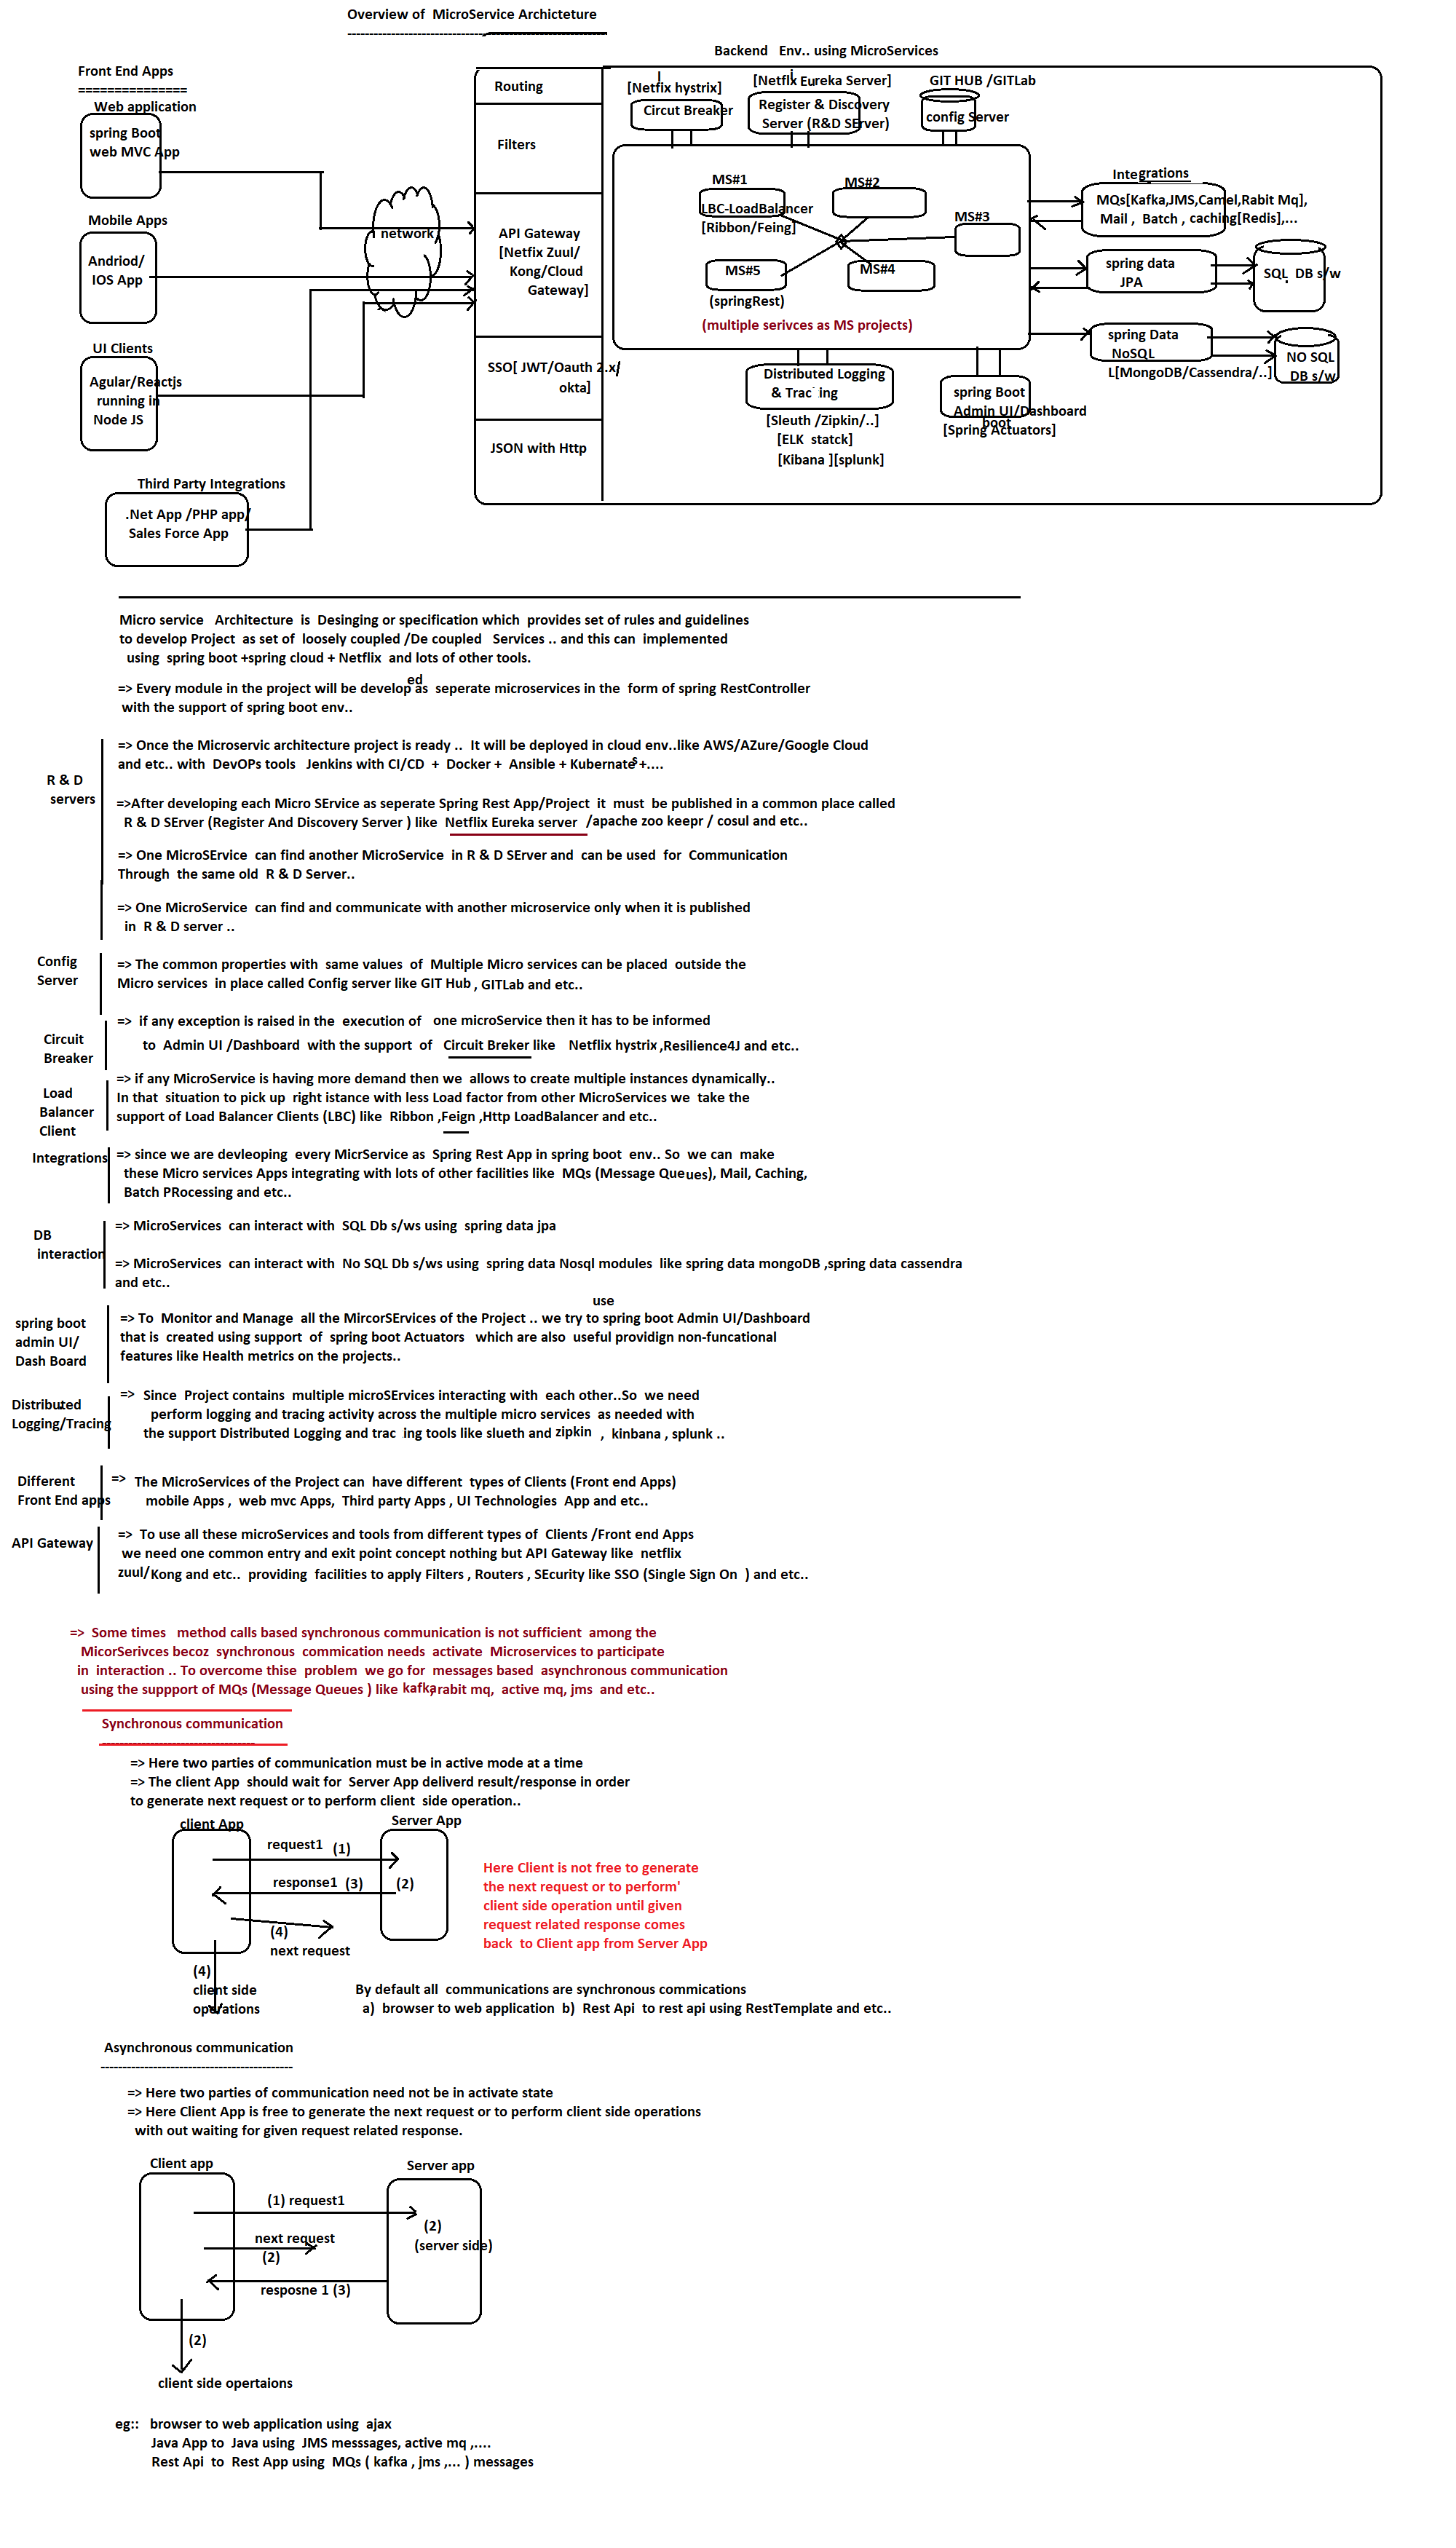 Overview of MicroService Archicteture
Backend Env.. using MicroServices
Front End Apps
===============
Web application
spring Boot
web MVC App
Mobile Apps
Andriod/
IOS App
UI Clients
Agular/Reactjs
running in
Node JS
Third Party Integrations
.Net App /PHP app/
Sales Force App
network
Routing
Filters
API Gateway
[Netfix Zuul/
Kong/Cloud
Gateway]
SSO[ JWT/Oauth 2.x/
okta]
JSON with Http
[Netfix hystrix]
Circut Breaker
[Netflix Eureka Server]
Register & Discovery
Server (R&D SErver)
GIT HUB /GITLab
config Server
MS#1
LBC-LoadBalancer
[Ribbon/Feing]
MS#2
MS#3
MS#5
MS#4
(springRest)
(multiple serivces as MS projects)
Integrations
MQs[Kafka,JMS,Camel,Rabit Mq],
Mail , Batch , caching[Redis],...
spring data
JPA
SQL DB s/w
spring Data
NoSQL
L[MongoDB/Cassendra/..]
NO SQL
DB s/w
Distributed Logging
& Trac ing
[Sleuth /Zipkin/..]
[ELK statck]
[Kibana ][splunk]
spring Boot
Admin UI/Dashboard
boot
[Spring Actuators]
Micro service Architecture is Desinging or specification which provides set of rules and guidelines
to develop Project as set of loosely coupled /De coupled Services .. and this can implemented
using spring boot +spring cloud + Netflix and lots of other tools.
=> Every module in the project will be developed as seperate microservices in the form of spring RestController
with the support of spring boot env..
=> Once the Microservic architecture project is ready .. It will be deployed in cloud env..like AWS/AZure/Google Cloud
and etc.. with DevOPs tools Jenkins with CI/CD + Docker + Ansible + Kubernates+....
R & D
servers
=>After developing each Micro SErvice as seperate Spring Rest App/Project it must be published in a common place called
R & D SErver (Register And Discovery Server ) like Netflix Eureka server /apache zoo keepr / cosul and etc..
=> One MicroSErvice can find another MicroService in R & D SErver and can be used for Communication
Through the same old R & D Server..
=> One MicroService can find and communicate with another microservice only when it is published
in R & D server ..
Config
Server
=> The common properties with same values of Multiple Micro services can be placed outside the
Micro services in place called Config server like GIT Hub , GITLab and etc..
Circuit
Breaker
=> if any exception is raised in the execution of one microService then it has to be informed
to Admin UI /Dashboard with the support of Circuit Breker like Netflix hystrix ,Resilience4J and etc..
Load
Balancer
Client
=> if any MicroService is having more demand then we allows to create multiple instances dynamically..
In that situation to pick up right istance with less Load factor from other MicroServices we take the
support of Load Balancer Clients (LBC) like Ribbon ,Feign ,Http LoadBalancer and etc..
Integrations
=> since we are devleoping every MicrService as Spring Rest App in spring boot env.. So we can make
these Micro services Apps integrating with lots of other facilities like MQs (Message Queues), Mail, Caching,
Batch PRocessing and etc..
DB
interaction
=> MicroServices can interact with SQL Db s/ws using spring data jpa
=> MicroServices can interact with No SQL Db s/ws using spring data Nosql modules like spring data mongoDB ,spring data cassendra
and etc..
spring boot
admin UI/
Dash Board
use
=> To Monitor and Manage all the MircorSErvices of the Project .. we try to spring boot Admin UI/Dashboard
that is created using support of spring boot Actuators which are also useful providign non-funcational
features like Health metrics on the projects..
Distributed
Logging/Tracing
=> Since Project contains multiple microSErvices interacting with each other..So we need
perform logging and tracing activity across the multiple micro services as needed with
the support Distributed Logging and trac ing tools like slueth and zipkin , kinbana , splunk ..
Different
Front End apps
=> The MicroServices of the Project can have different types of Clients (Front end Apps)
mobile Apps , web mvc Apps, Third party Apps , UI Technologies App and etc..
API Gateway
=> To use all these microServices and tools from different types of Clients /Front end Apps
we need one common entry and exit point concept nothing but API Gateway like netflix
zuul/Kong and etc.. providing facilities to apply Filters , Routers , SEcurity like SSO (Single Sign On ) and etc..
=> Some times method calls based synchronous communication is not sufficient among the
MicorSerivces becoz synchronous commication needs activate Microservices to participate
in interaction .. To overcome thise problem we go for messages based asynchronous communication
using the suppport of MQs (Message Queues ) like kafka,rabit mq, active mq, jms and etc..
Synchronous communication
=> Here two parties of communication must be in active mode at a time
=> The client App should wait for Server App deliverd result/response in order
to generate next request or to perform client side operation..
client App
Server App
request1 (1)
response1 (3)
(2)
(4)
next request
(4)
client side
operations
Here Client is not free to generate
the next request or to perform'
client side operation until given
request related response comes
back to Client app from Server App
By default all communications are synchronous commications
a) browser to web application b) Rest Api to rest api using RestTemplate and etc..
Asynchronous communication
=> Here two parties of communication need not be in activate state
=> Here Client App is free to generate the next request or to perform client side operations
with out waiting for given request related response.
Client app
Server app
(1) request1
(2)
(server side)
next request
(2)
resposne 1 (3)
(2)
client side opertaions
eg:: browser to web application using ajax
Java App to Java using JMS messsages, active mq ,....
Rest Api to Rest App using MQs ( kafka , jms ,... ) messages